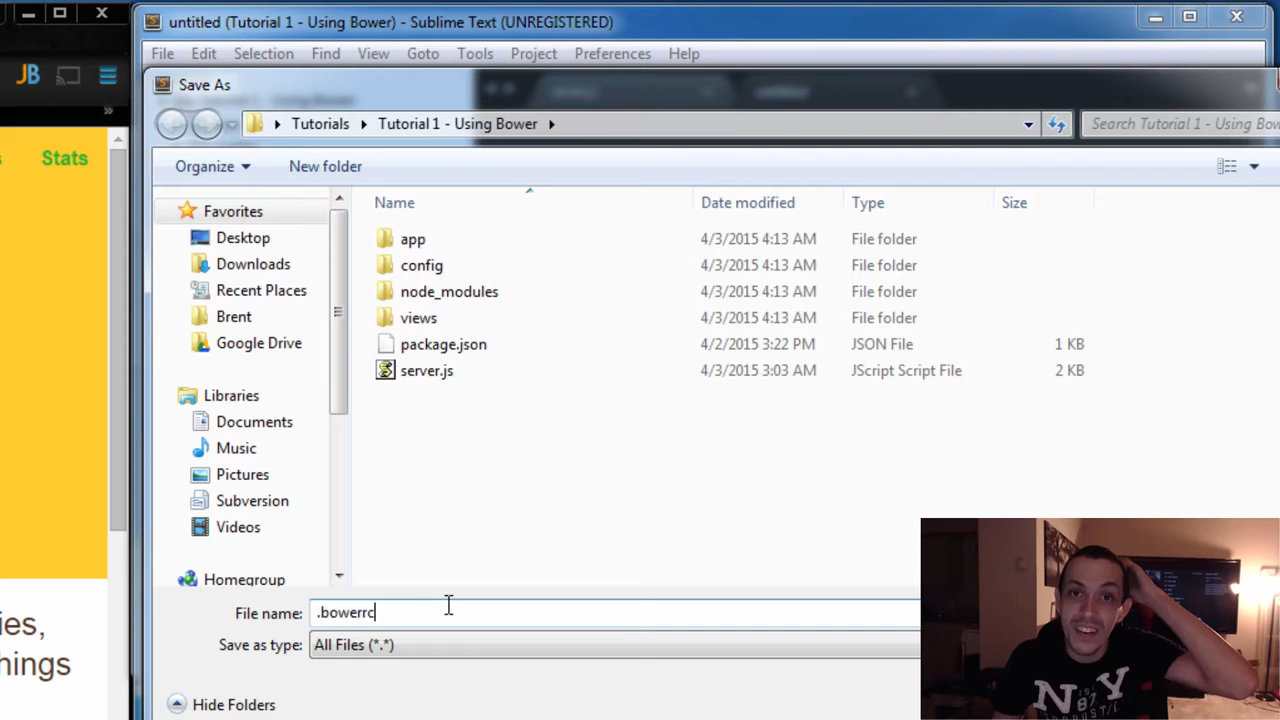 untitled (Tutorial 1 - Using Bower) - Sublime Text (UNREGISTERED)
File Edit Selection Find View Goto Tools Project Preferences Help
JB
Save As
Tutorials Tutorial 1 - Using Bower
Search Tutorial 1 - Using Bow
Organize New folder
Stats
Name Date modified Type Size
Favorites
Desktop
Downloads
Recent Places
Brent
Google Drive
Libraries
Documents
Music
Pictures
Subversion
Videos
Homegroup
app 4/3/2015 4:13 AM File folder
config 4/3/2015 4:13 AM File folder
node_modules 4/3/2015 4:13 AM File folder
views 4/3/2015 4:13 AM File folder
package.json 4/2/2015 3:22 PM JSON File 1 KB
server.js 4/3/2015 3:03 AM JScript Script File 2 KB
File name: .bowerrc
Save as type: All Files (*.*)
Hide Folders
ies,
hings
N Y
87